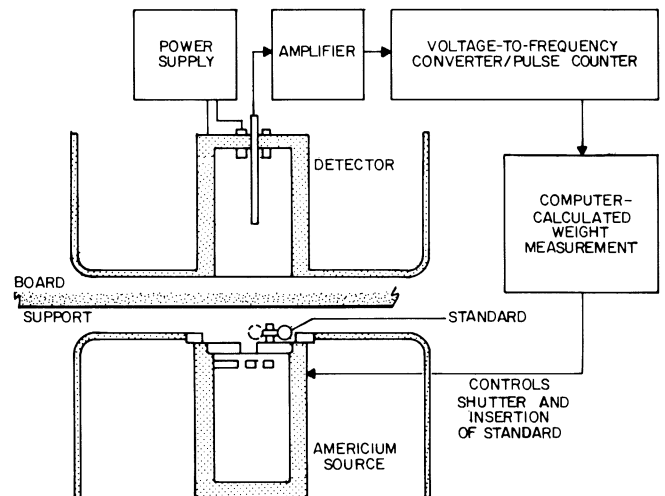 POWER
SUPPLY
AMPLIFIER
VOLTAGE-TO-FREQUENCY
CONVERTER/PULSE COUNTER
DETECTOR
COMPUTER-
CALCULATED
WEIGHT
MEASUREMENT
BOARD
SUPPORT
STANDARD
CONTROLS
SHUTTER AND
INSERTION
OF STANDARD
AMERICIUM
SOURCE